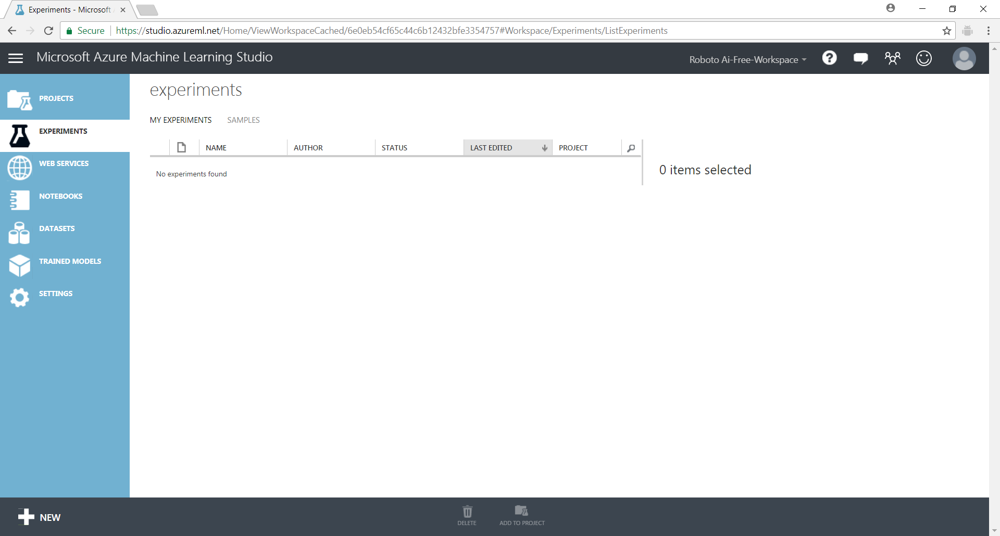 Experiments - Microsoft
Secure
https://studio.azureml.net/Home/ViewWorkspaceCached/6e0eb54cf65c44c6b12432bfe3354757#Workspace/Experiments/ListExperiments
Microsoft Azure Machine Learning Studio
Roboto Ai-Free-Workspace
?
PROJECTS
EXPERIMENTS
WEB SERVICES
NOTEBOOKS
DATASETS
TRAINED MODELS
SETTINGS
experiments
MY EXPERIMENTS SAMPLES
NAME AUTHOR STATUS LAST EDITED PROJECT
No experiments found
0 items selected
NEW
DELETE
ADD TO PROJECT